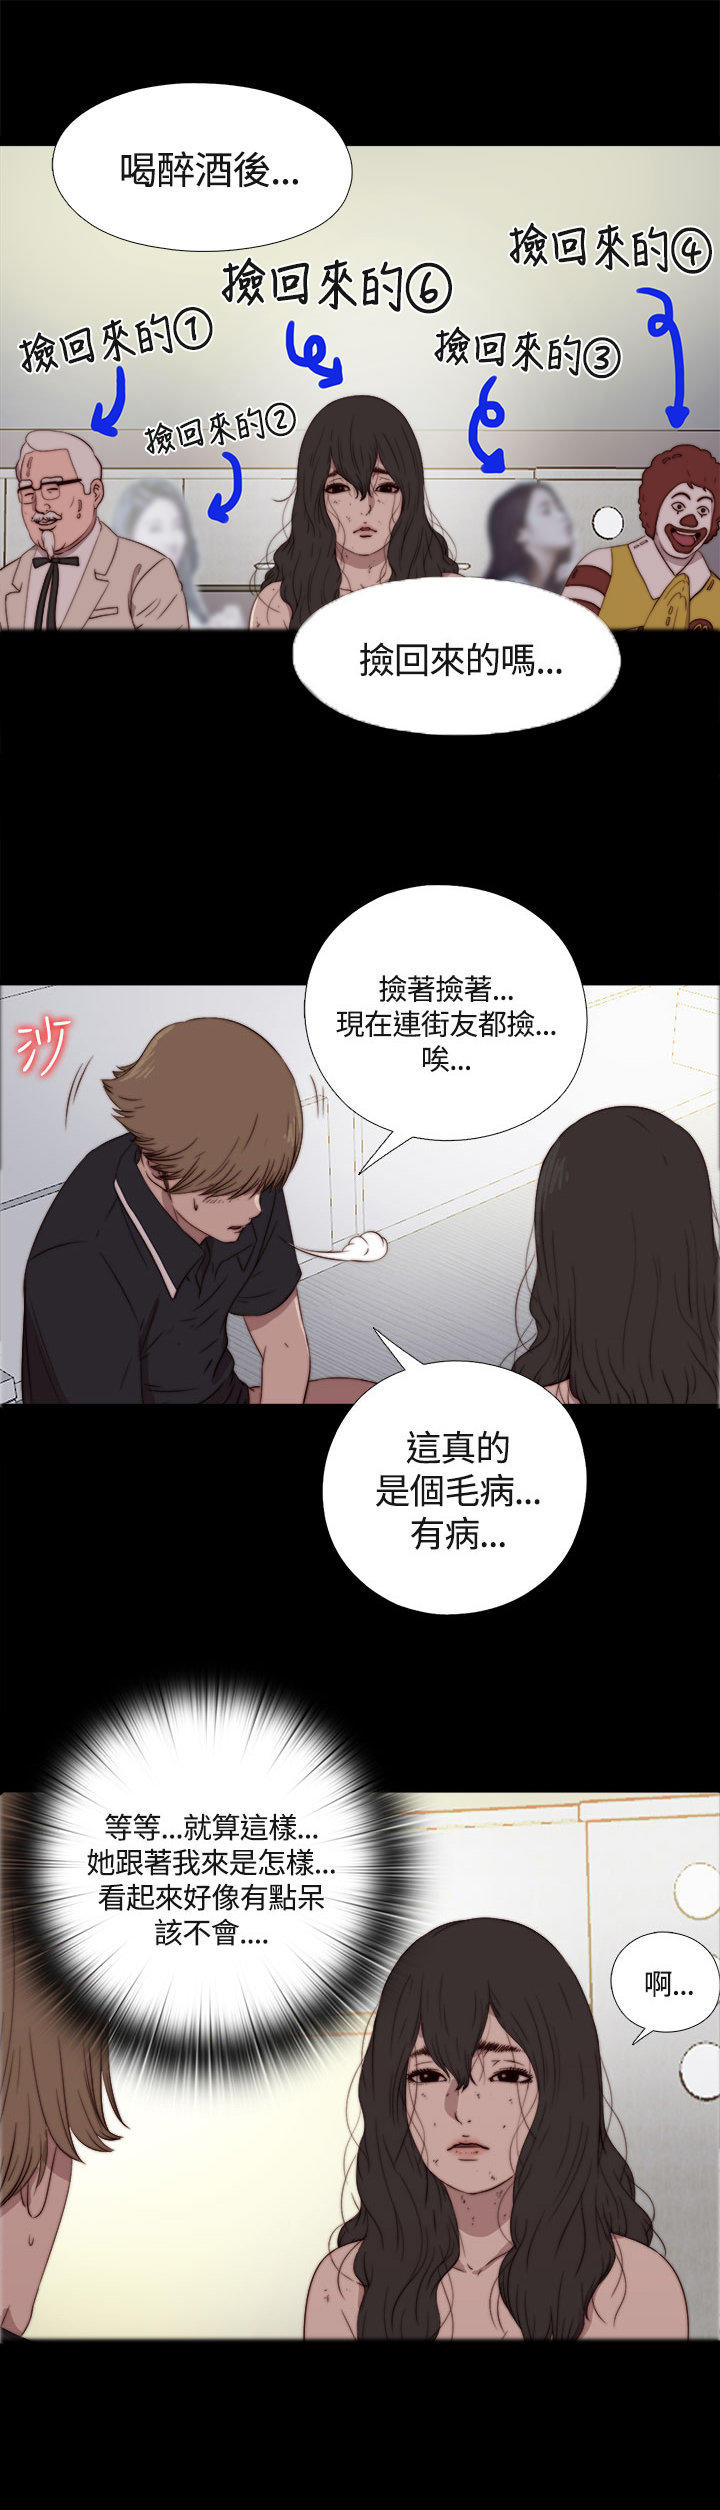 喝醉酒後...
撿回來的④
撿回來的⑥
撿回來的①
撿回來的③
撿回來的②
撿回來的嗎...
撿著撿著...
現在連街友都撿...
唉...
沙
這真的
是個毛病...
有病...
等等...就算這樣...
她跟著我來是怎樣...
看起來好像有點呆
該不會....
啊...